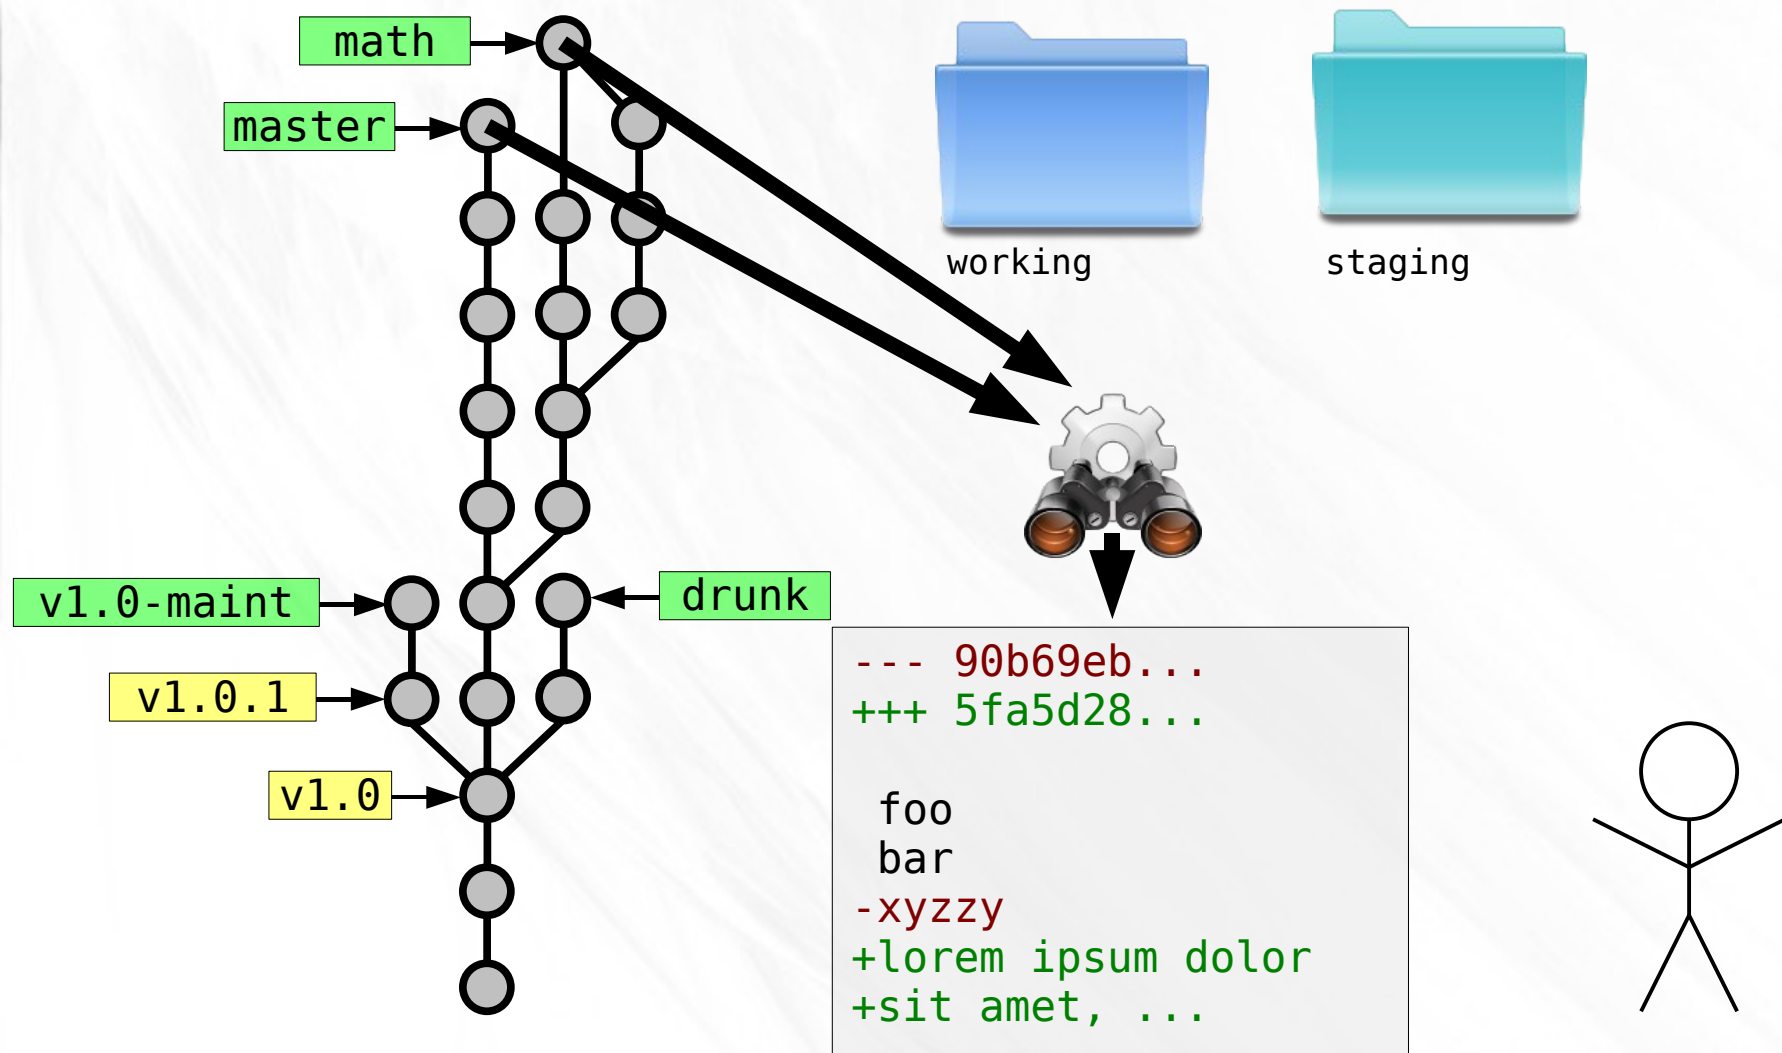 math
master
working
staging
v1.0-maint
drunk
v1.0.1
v1.0
--- 90b69eb...
+++ 5fa5d28...
foo
bar
-xyzzy
+lorem ipsum dolor
+sit amet, ...